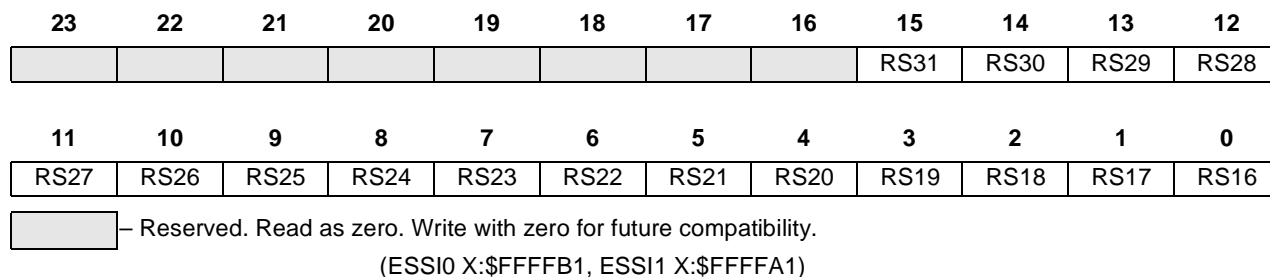 23 22 21 20 19 18 17 16 15 14 13 12
RS31 RS30 RS29 RS28
11 10 9 8 7 6 5 4 3 2 1 0
RS27 RS26 RS25 RS24 RS23 RS22 RS21 RS20 RS19 RS18 RS17 RS16
– Reserved. Read as zero. Write with zero for future compatibility.
(ESSI0 X:$FFFFB1, ESSI1 X:$FFFFA1)